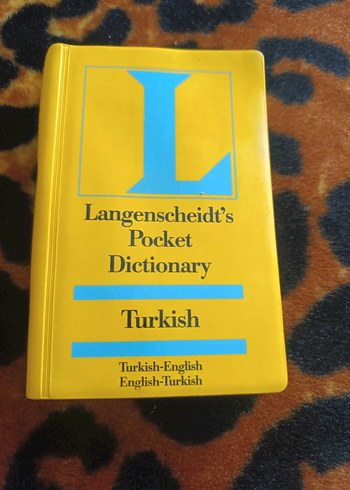 L
Langenscheidt's
Pocket
Dictionary
Turkish
Turkish-English
English-Turkish